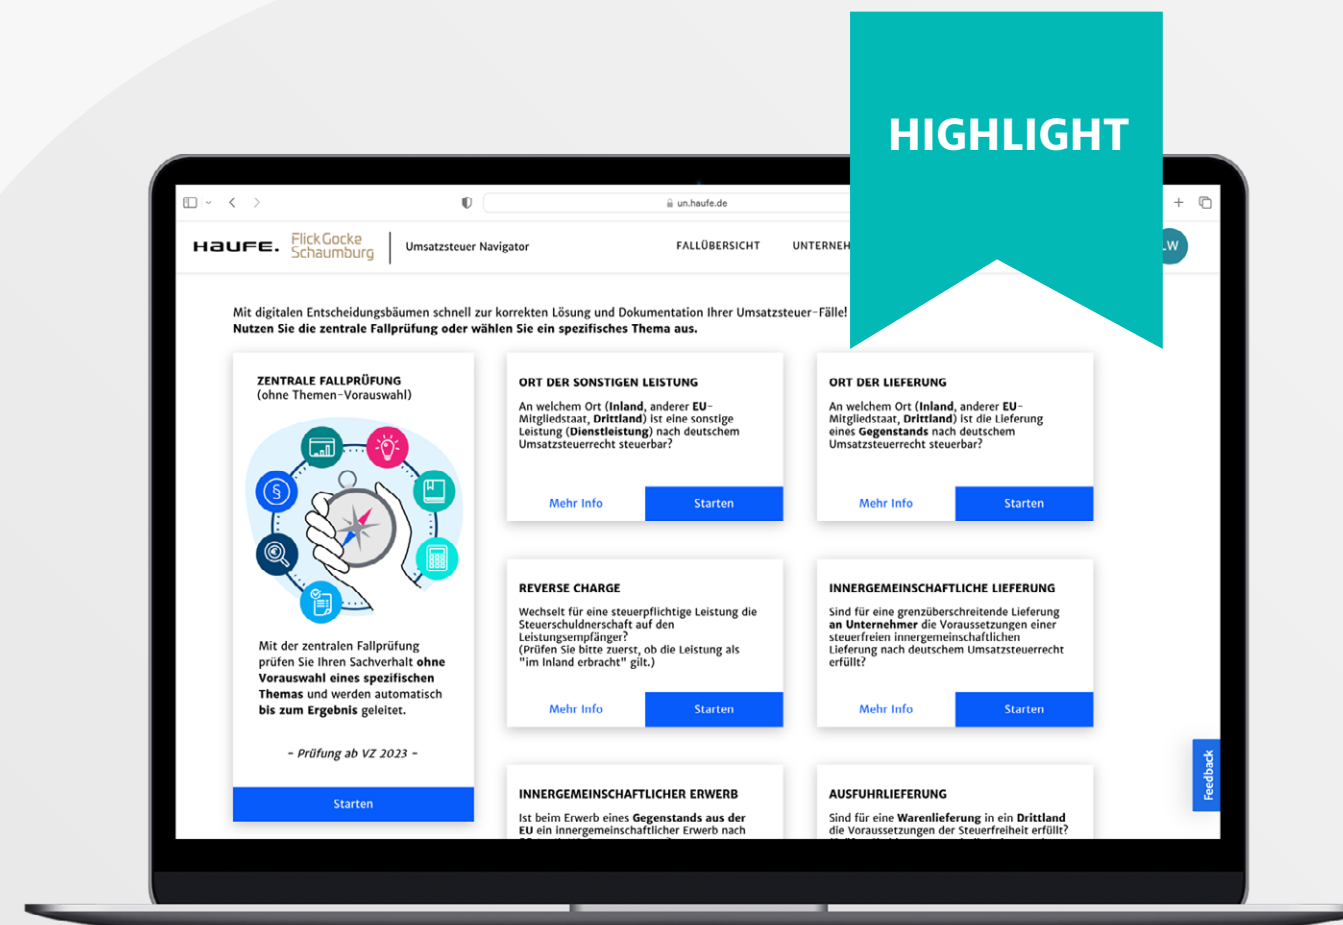 HIGHLIGHT
un.haufe.de
HAUFE.
Flick Gocke
Schaumburg
Umsatzsteuer Navigator
FALLÜBERSICHT
LW
Mit digitalen Entscheidungsbäumen schnell zur korrekten Lösung und Dokumentation Ihrer Umsatzsteuer-Fälle!
Nutzen Sie die zentrale Fallprüfung oder wählen Sie ein spezifisches Thema aus.
ZENTRALE FALLPRÜFUNG
(ohne Themen-Vorauswahl)
§
€
Mit der zentralen Fallprüfung
prüfen Sie Ihren Sachverhalt ohne
Vorauswahl eines spezifischen
Themas und werden automatisch
bis zum Ergebnis geleitet.
– Prüfung ab VZ 2023 –
Starten
ORT DER SONSTIGEN LEISTUNG
An welchem Ort (Inland, anderer EU-
Mitgliedstaat, Drittland) ist eine sonstige
Leistung (Dienstleistung) nach deutschem
Umsatzsteuerrecht steuerbar?
Mehr Info
Starten
ORT DER LIEFERUNG
An welchem Ort (Inland, anderer EU-
Mitgliedstaat, Drittland) ist die Lieferung
eines Gegenstands nach deutschem
Umsatzsteuerrecht steuerbar?
Mehr Info
Starten
REVERSE CHARGE
Wechselt für eine steuerpflichtige Leistung die
Steuerschuldnerschaft auf den
Leistungsempfänger?
(Prüfen Sie bitte zuerst, ob die Leistung als
"im Inland erbracht" gilt.)
Mehr Info
Starten
INNERGEMEINSCHAFTLICHE LIEFERUNG
Sind für eine grenzüberschreitende Lieferung
an Unternehmer die Voraussetzungen einer
steuerfreien innergemeinschaftlichen
Lieferung nach deutschem Umsatzsteuerrecht
erfüllt?
Mehr Info
Starten
INNERGEMEINSCHAFTLICHER ERWERB
Ist beim Erwerb eines Gegenstands aus der
EU ein innergemeinschaftlicher Erwerb nach
AUSFUHRLIEFERUNG
Sind für eine Warenlieferung in ein Drittland
die Voraussetzungen der Steuerfreiheit erfüllt?
Feedback